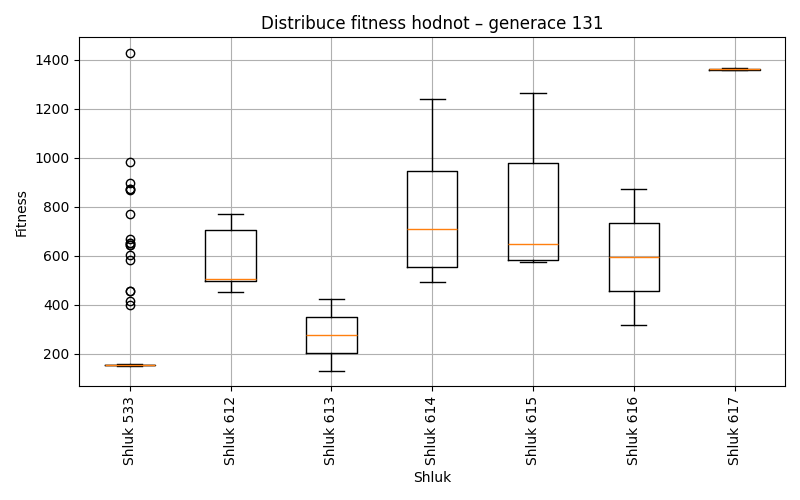 Distribuce fitness hodnot – generace 131
Fitness
1400
1200
1000
800
600
400
200
Shluk 533
Shluk 612
Shluk 613
Shluk 614
Shluk 615
Shluk 616
Shluk 617
Shluk